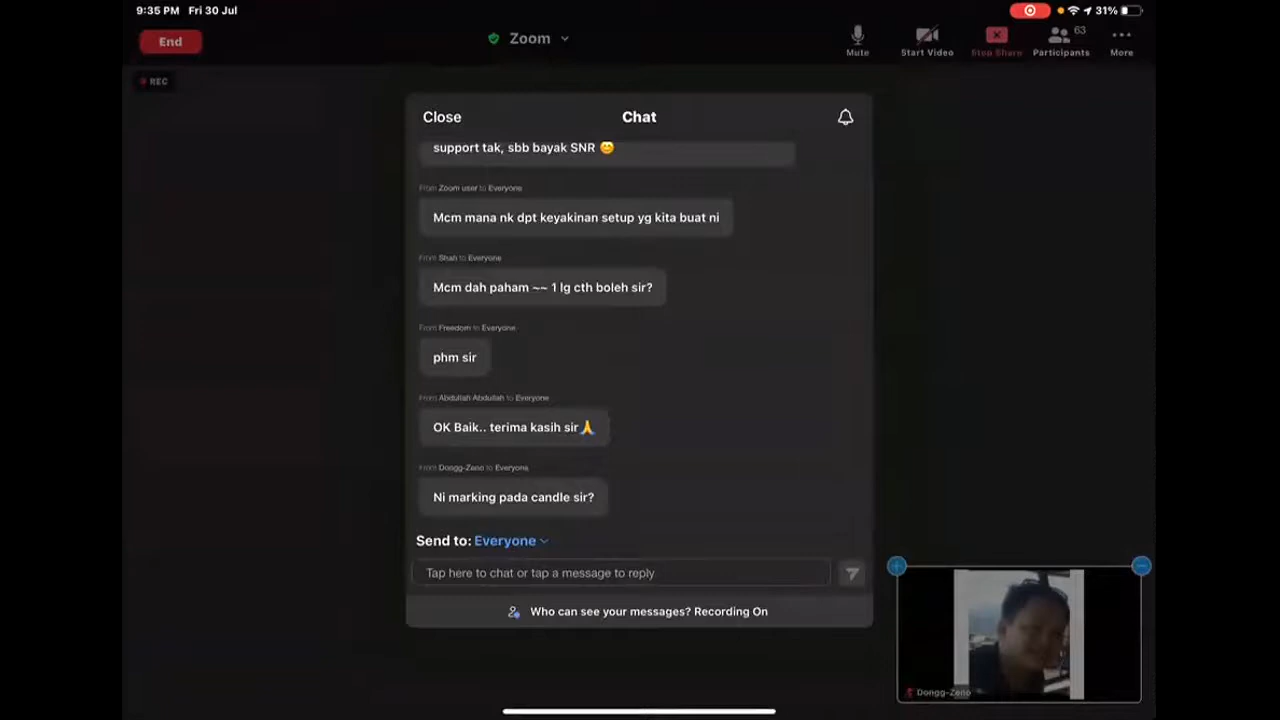 9:35 PM Fri 30 Jul
31%
End
Zoom
Mute
Start Video
Stop Share
63
Participants
More
REC
Close
Chat
support tak, sbb bayak SNR 😊
From Zoom user to Everyone
Mcm mana nk dpt keyakinan setup yg kita buat ni
From Shah to Everyone
Mcm dah paham ~~ 1 lg cth boleh sir?
From Freedom to Everyone
phm sir
From Abdullah Abdullah to Everyone
OK Baik.. terima kasih sir🙏
From Dongg-Zeno to Everyone
Ni marking pada candle sir?
Send to: Everyone
Tap here to chat or tap a message to reply
Who can see your messages? Recording On
Dongg-Zeno